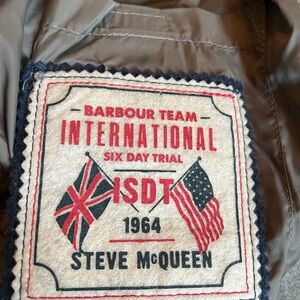 BARBOUR TEAM
INTERNATIONAL
SIX DAY TRIAL
ISDT
1964
STEVE McQUEEN